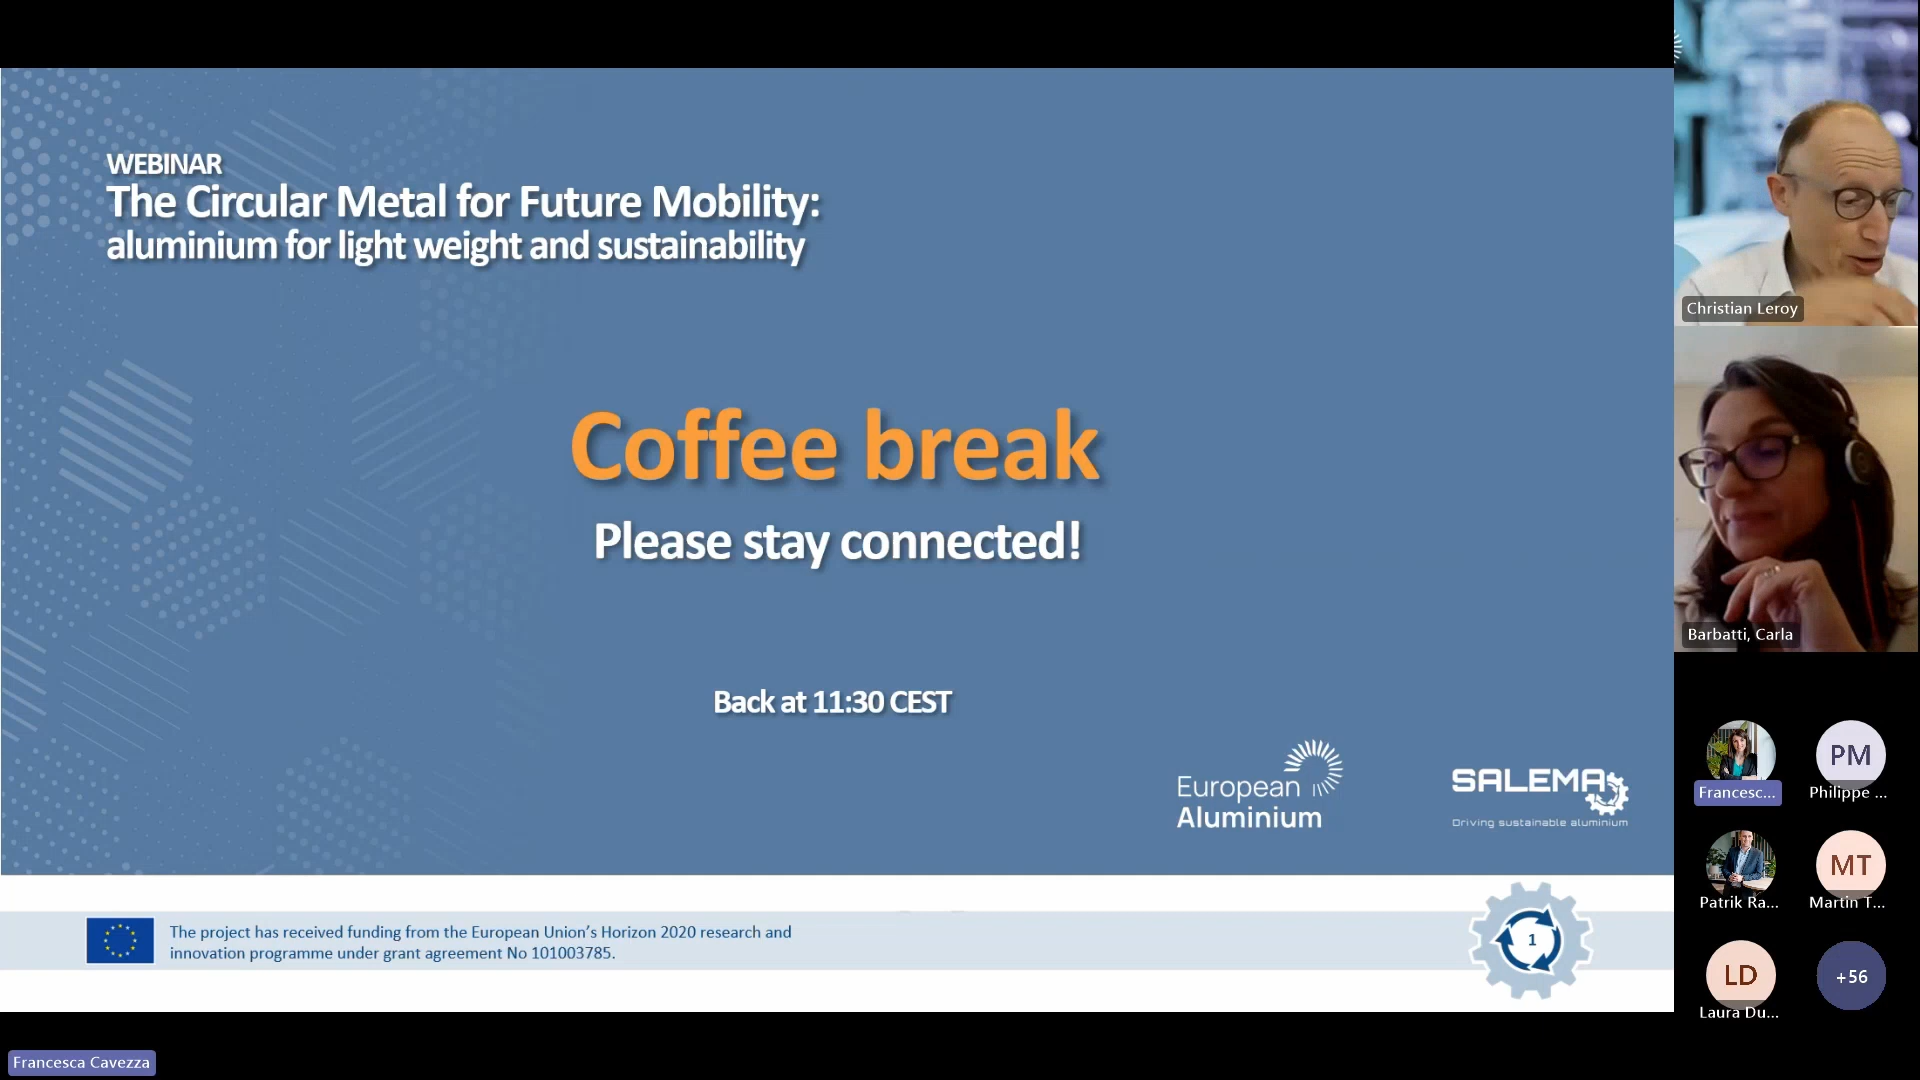 WEBINAR
The Circular Metal for Future Mobility:
aluminium for light weight and sustainability
Coffee break
Please stay connected!
Back at 11:30 CEST
European
Aluminium
SALEMA
Driving sustainable aluminium
The project has received funding from the European Union's Horizon 2020 research and
innovation programme under grant agreement No 101003785.
1
Francesca Cavezza
Christian Leroy
Barbatti, Carla
Francesc...
PM
Philippe ...
Patrik Ra...
MT
Martin T...
LD
Laura Du...
+56